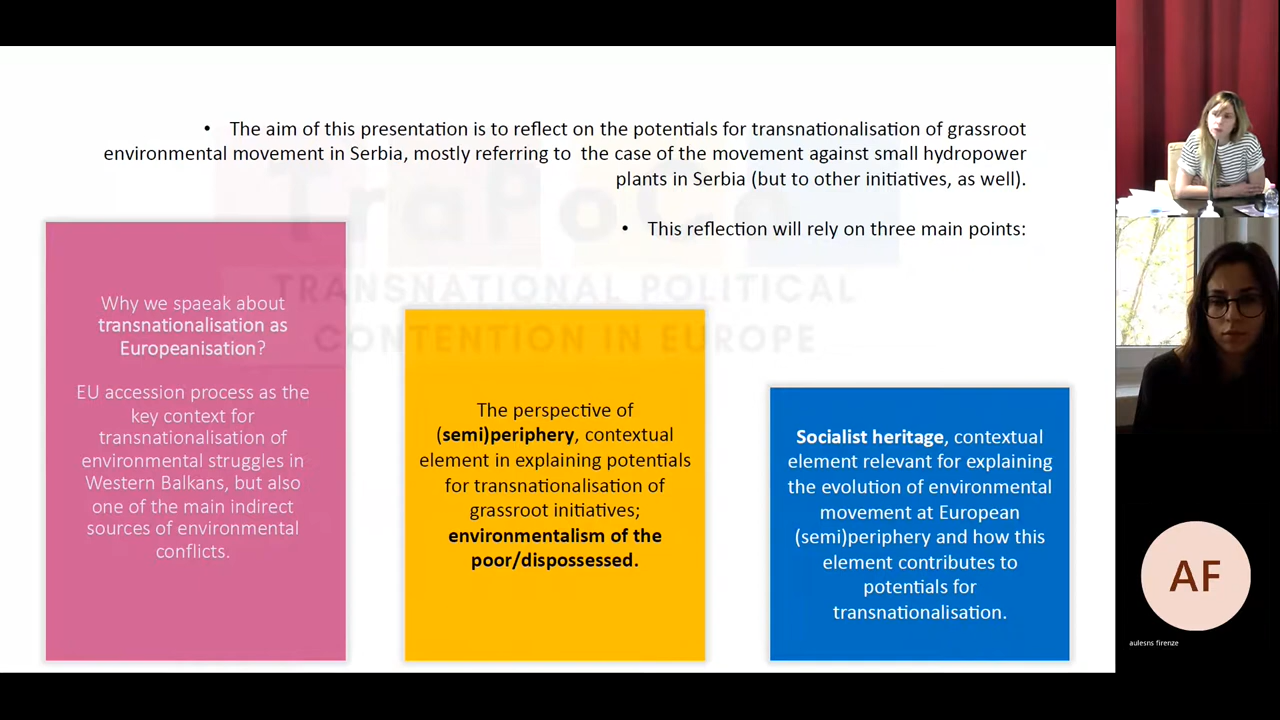 • The aim of this presentation is to reflect on the potentials for transnationalisation of grassroot
environmental movement in Serbia, mostly referring to the case of the movement against small hydropower
plants in Serbia (but to other initiatives, as well).
• This reflection will rely on three main points:
TraPoCo
TRANSNATIONAL POLITICAL
CONTENTION IN EUROPE
Why we spaeak about
transnationalisation as
Europeanisation?
EU accession process as the
key context for
transnationalisation of
environmental struggles in
Western Balkans, but also
one of the main indirect
sources of environmental
conflicts.
The perspective of
(semi)periphery, contextual
element in explaining potentials
for transnationalisation of
grassroot initiatives;
environmentalism of the
poor/dispossessed.
Socialist heritage, contextual
element relevant for explaining
the evolution of environmental
movement at European
(semi)periphery and how this
element contributes to
potentials for
transnationalisation.
AF
aulesns firenze